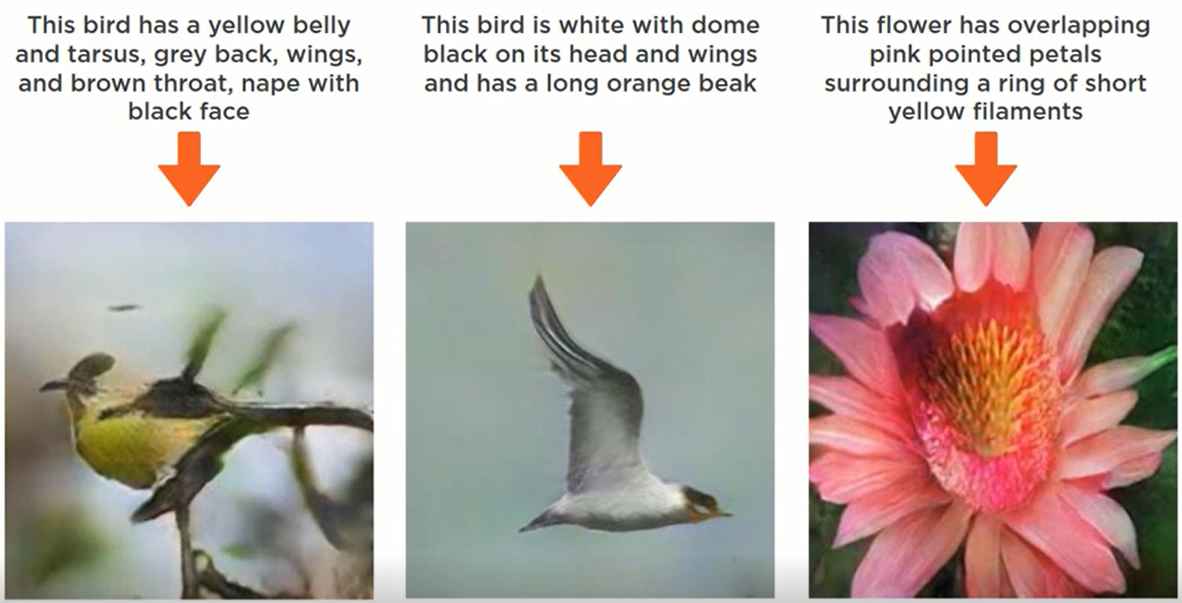 This bird has a yellow belly
and tarsus, grey back, wings,
and brown throat, nape with
black face
This bird is white with dome
black on its head and wings
and has a long orange beak
This flower has overlapping
pink pointed petals
surrounding a ring of short
yellow filaments